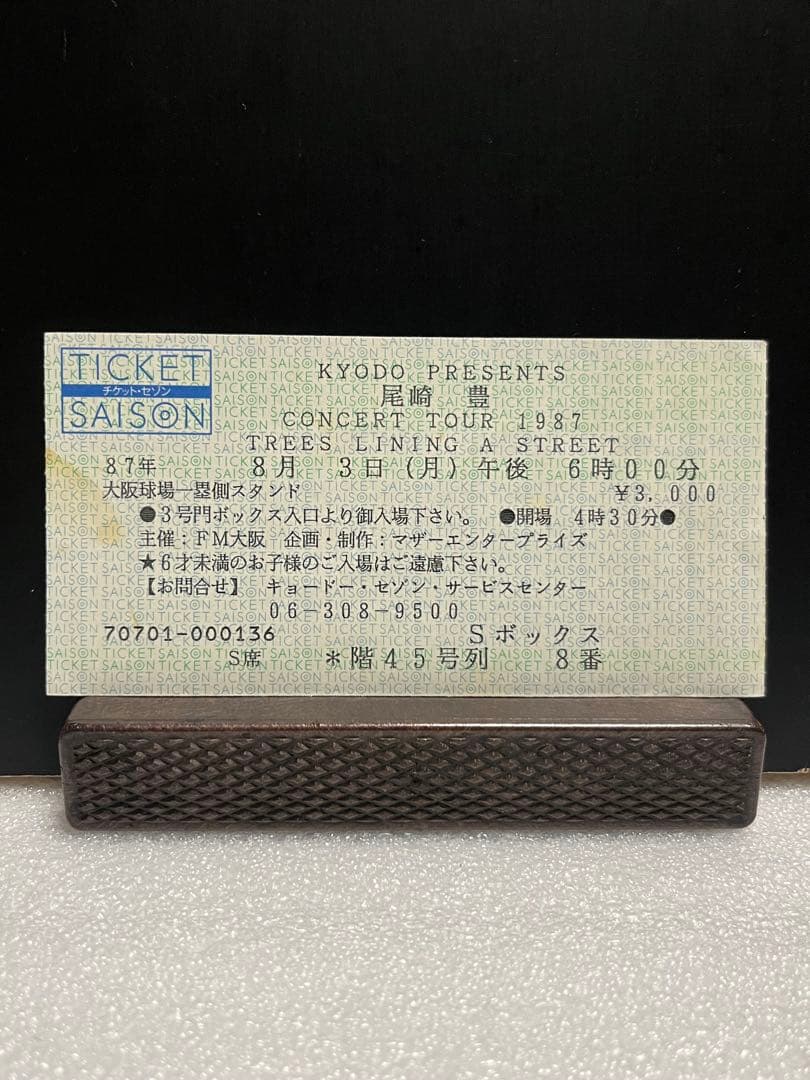 TICKET
チケット・セゾン
SAISON
KYODO PRESENTS
尾崎 豊
CONCERT TOUR 1987
TREES LINING A STREET
87年 8月 3日(月)午後 6時00分
大阪球場一塁側スタンド ¥3,000
●3号門ボックス入口より御入場下さい。 ●開場 4時30分●
主催:FM大阪 企画・制作:マザーエンタープライズ
★6才未満のお子様のご入場はご遠慮下さい。
【お問合せ】 キョードー・セゾン・サービスセンター
06-308-9500
70701-000136 Sボックス
S席 *階45号列 8番